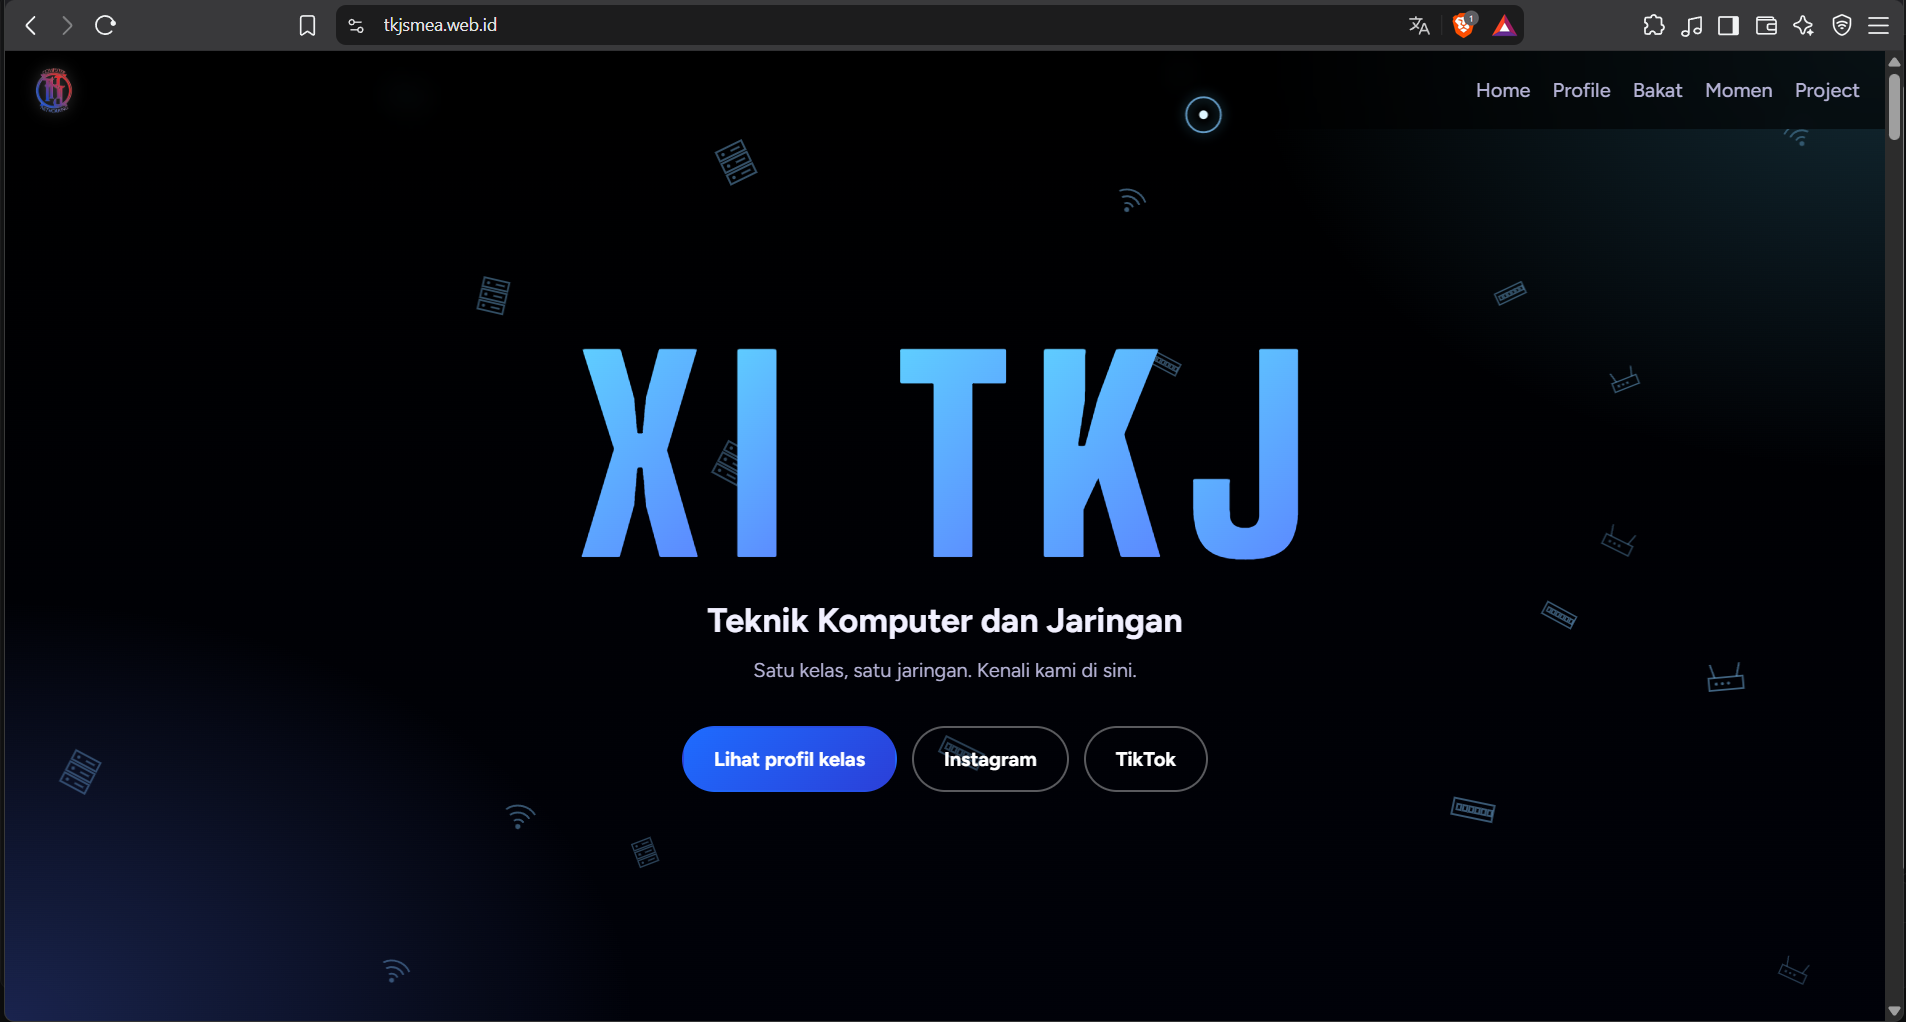 tkjsmea.web.id
1
Home Profile Bakat Momen Project
XI TKJ
Teknik Komputer dan Jaringan
Satu kelas, satu jaringan. Kenali kami di sini.
Lihat profil kelas Instagram TikTok